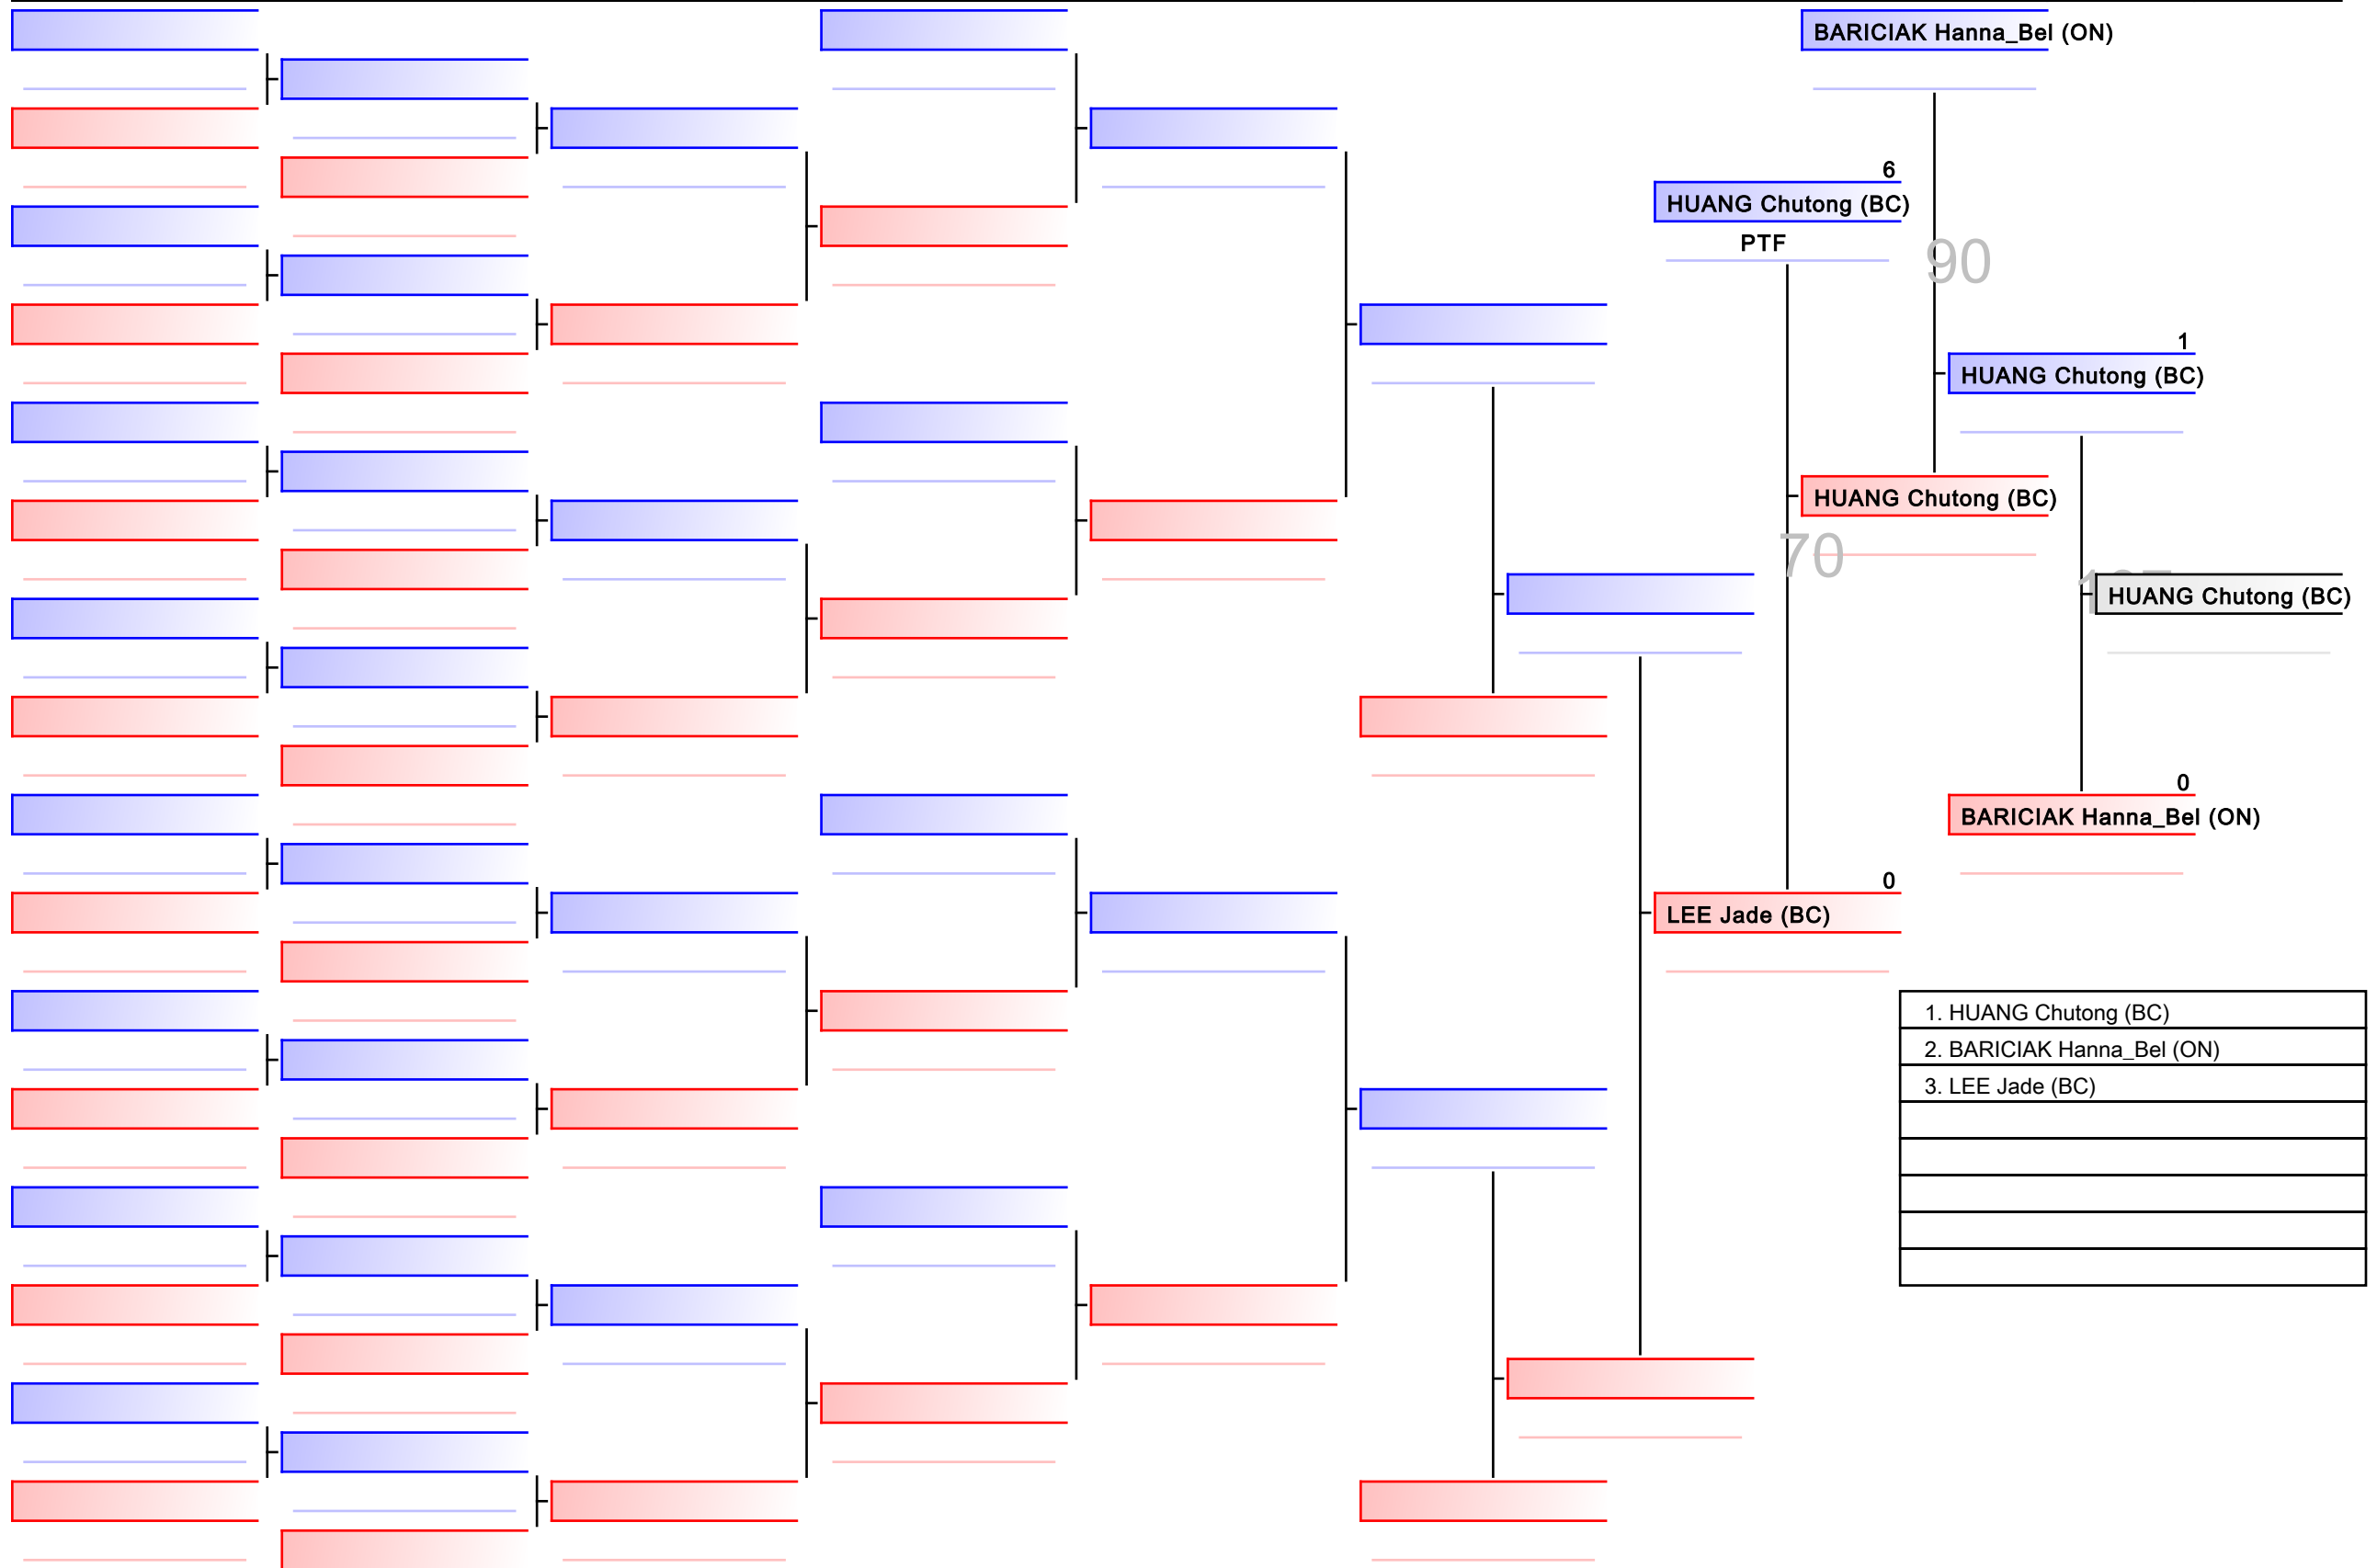 BARICIAK Hanna_Bel (ON)
6
HUANG Chutong (BC)
PTF
90
1
HUANG Chutong (BC)
HUANG Chutong (BC)
70
HUANG Chutong (BC)
0
BARICIAK Hanna_Bel (ON)
0
LEE Jade (BC)
1. HUANG Chutong (BC)
2. BARICIAK Hanna_Bel (ON)
3. LEE Jade (BC)